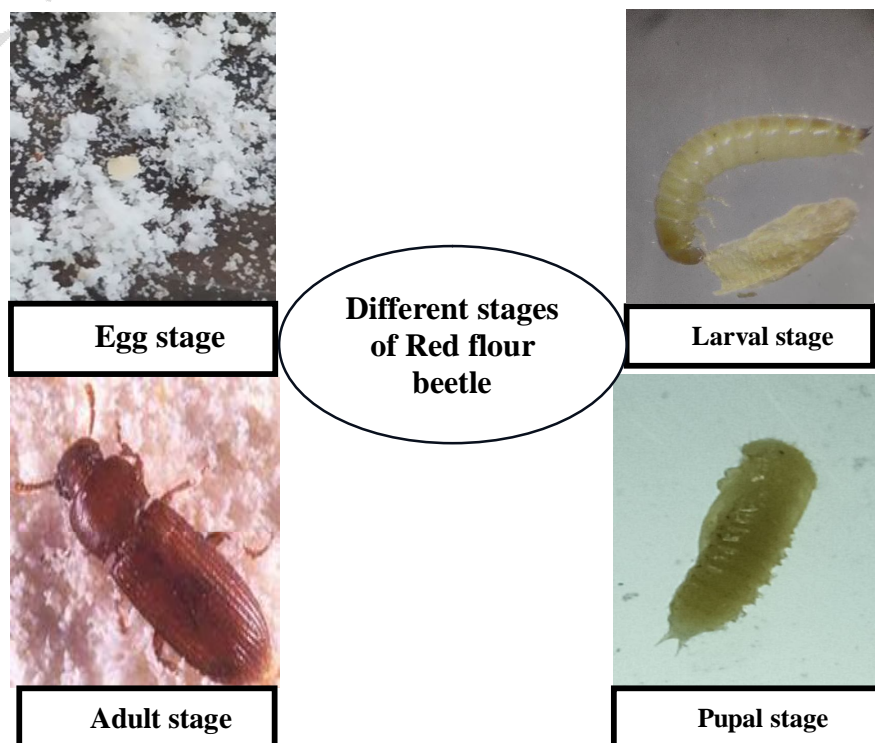 Egg stage
Different stages
of Red flour
beetle
Larval stage
Adult stage
Pupal stage